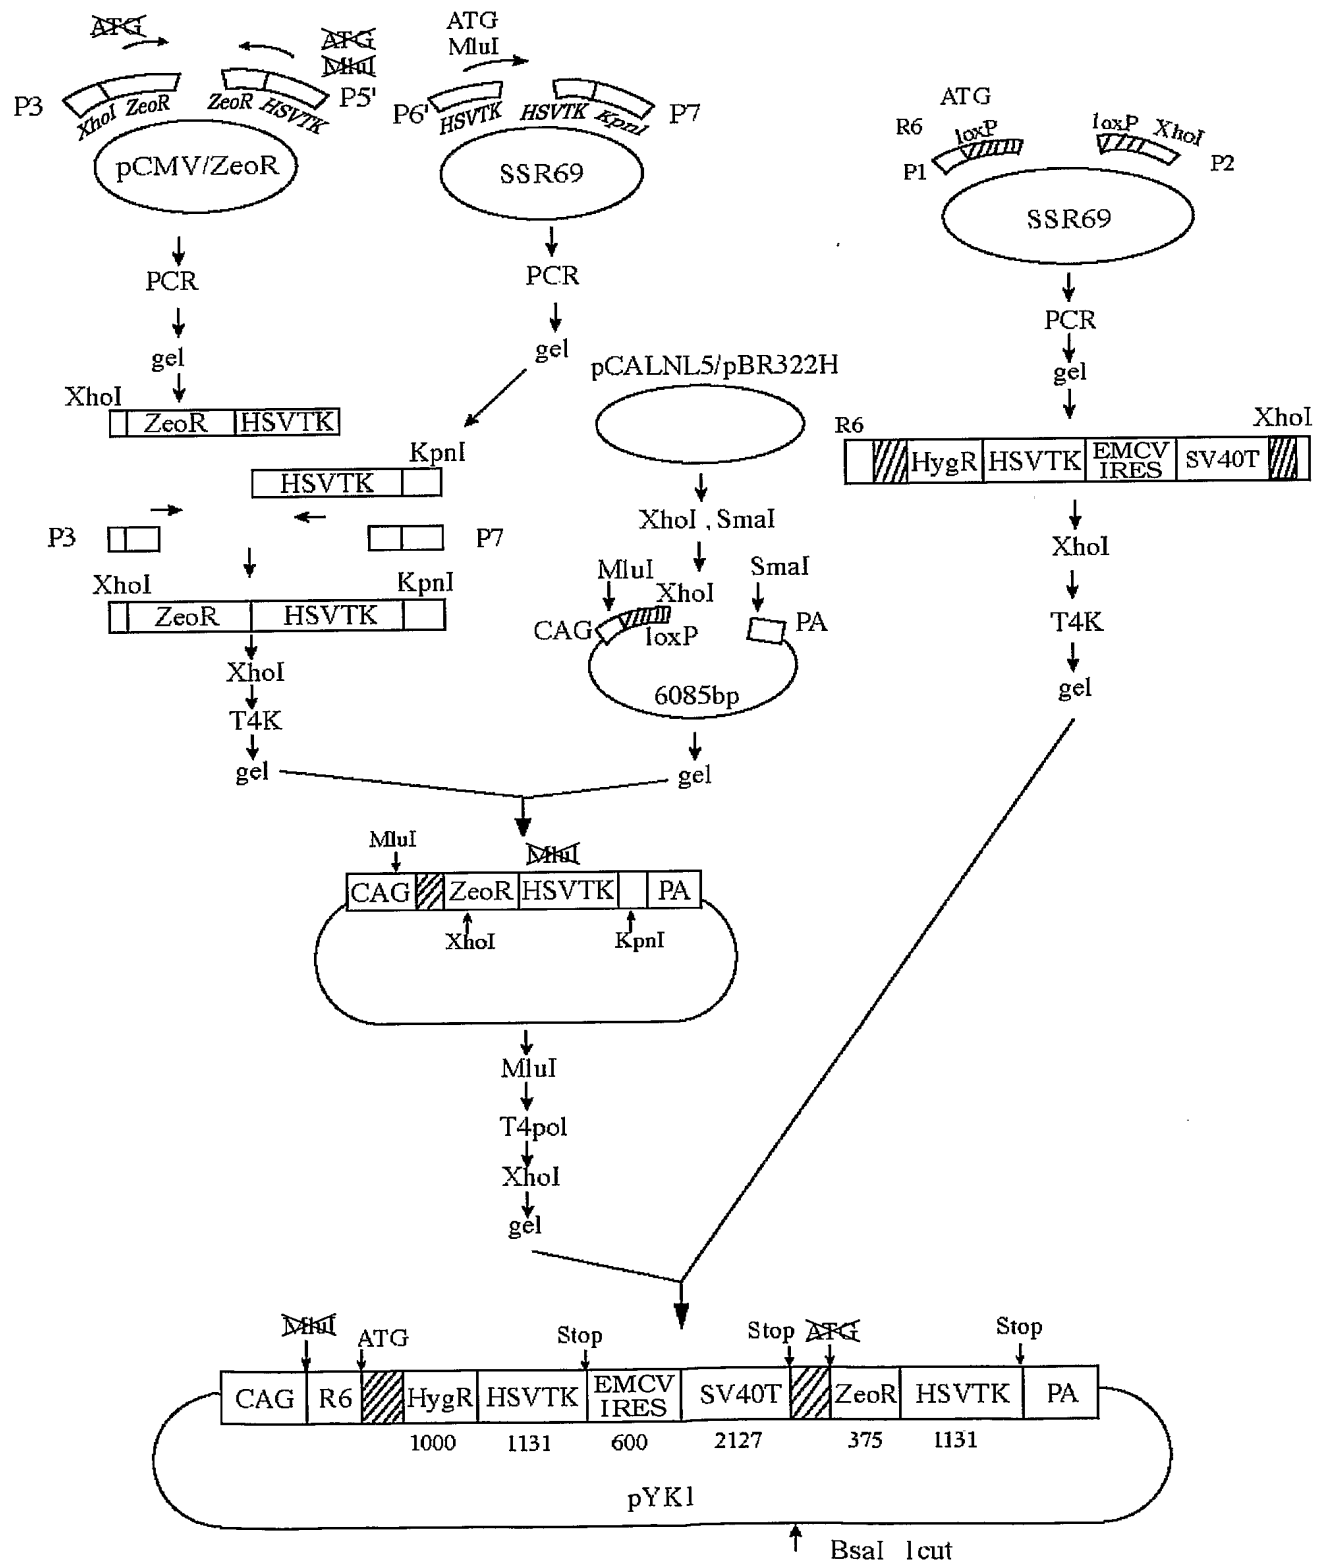 ATG
ATG
MluI
P3
XhoI ZeoR
ZeoR HSVTK
P5'
pCMV/ZeoR
ATG
MluI
P6'
HSVTK
HSVTK KpnI
P7
SSR69
ATG
R6
loxP
P1
loxP XhoI
P2
SSR69
PCR
gel
PCR
gel
PCR
gel
XhoI
ZeoR HSVTK
KpnI
HSVTK
P3
P7
XhoI KpnI
ZeoR HSVTK
XhoI
T4K
gel
pCALNL5/pBR322H
XhoI , SmaI
MluI
XhoI
SmaI
CAG
loxP
PA
6085bp
gel
R6
XhoI
HygR HSVTK EMCV IRES SV40T
XhoI
T4K
gel
MluI
MluI
CAG ZeoR HSVTK PA
XhoI
KpnI
MluI
T4pol
XhoI
gel
MluI ATG Stop Stop ATG Stop
CAG R6 HygR HSVTK EMCV IRES SV40T ZeoR HSVTK PA
1000 1131 600 2127 375 1131
pYK1
BsaI 1cut